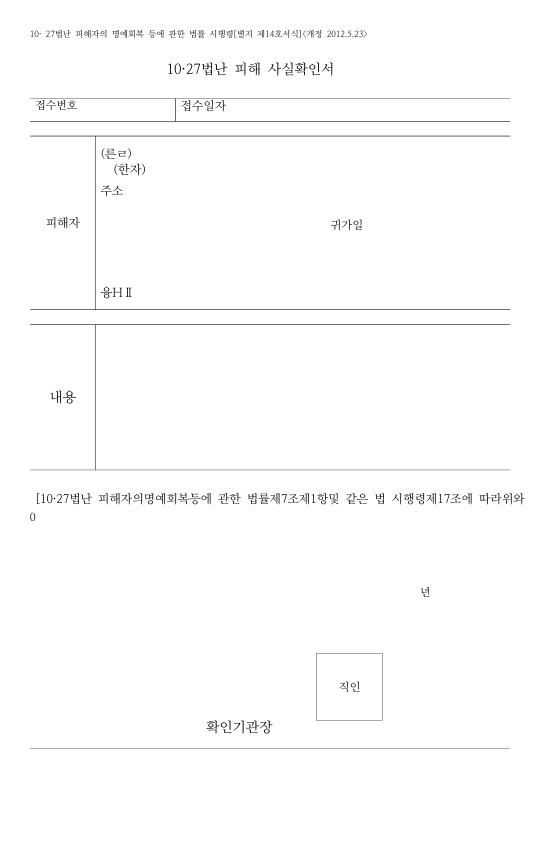 10· 27법난 피해자의 명예회복 등에 관한 법률 시행령[별지 제14호서식]<개정 2012.5.23>
10·27법난 피해 사실확인서
접수번호 접수일자
(른ㄹ)
(한자)
주소
피해자 귀가일
용H Ⅱ
내용
[10·27법난 피해자의명예회복등에 관한 법률제7조제1항및 같은 법 시행령제17조에 따라위와
0
년
직인
확인기관장